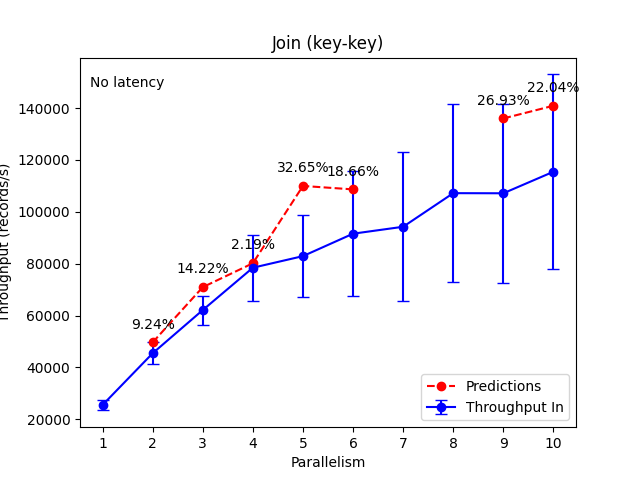 Join (key-key)
No latency
Throughput (records/s)
140000
120000
100000
80000
60000
40000
20000
9.24%
14.22%
2.19%
32.65%
18.66%
26.93%
22.04%
Predictions
Throughput In
1 2 3 4 5 6 7 8 9 10
Parallelism